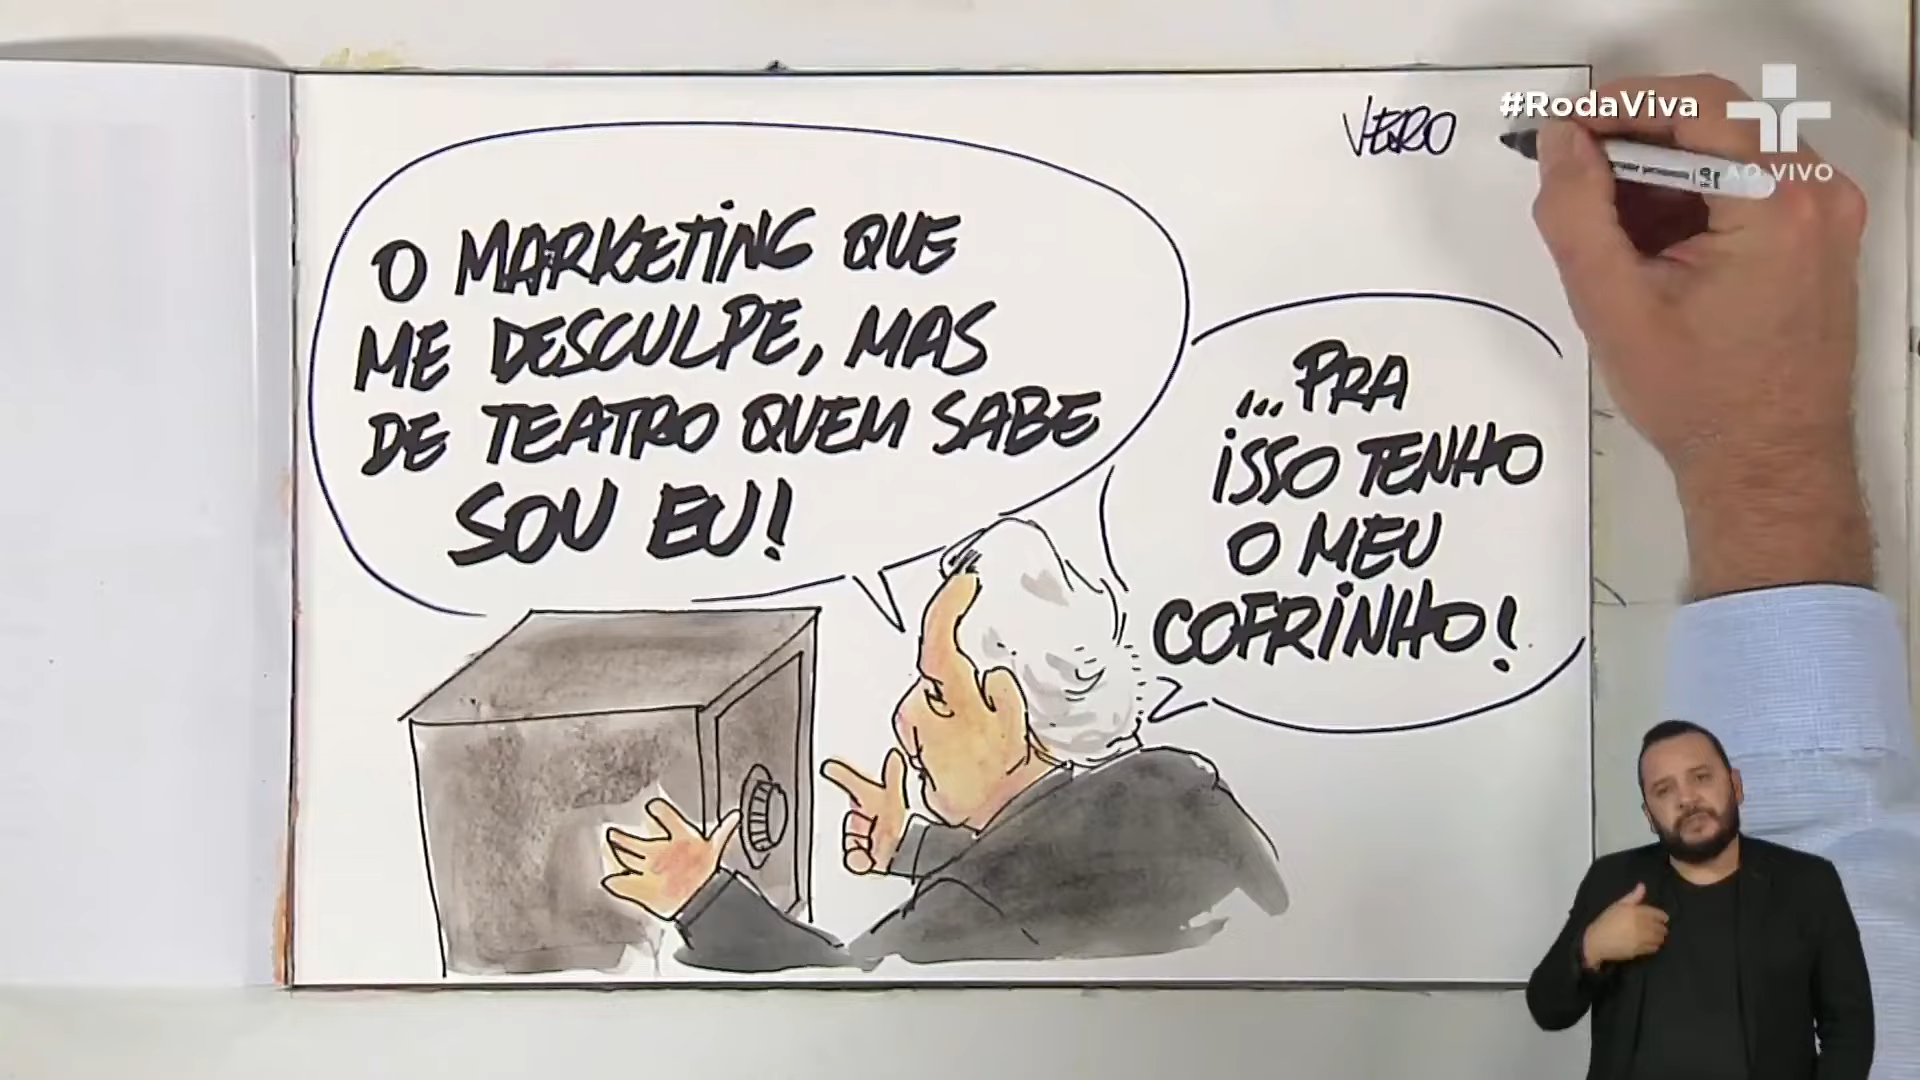 #RodaViva
AO VIVO
VERO
O MARKETING QUE
ME DESCULPE, MAS
DE TEATRO QUEM SABE
SOU EU!
...PRA
ISSO TENHO
O MEU
COFRINHO!